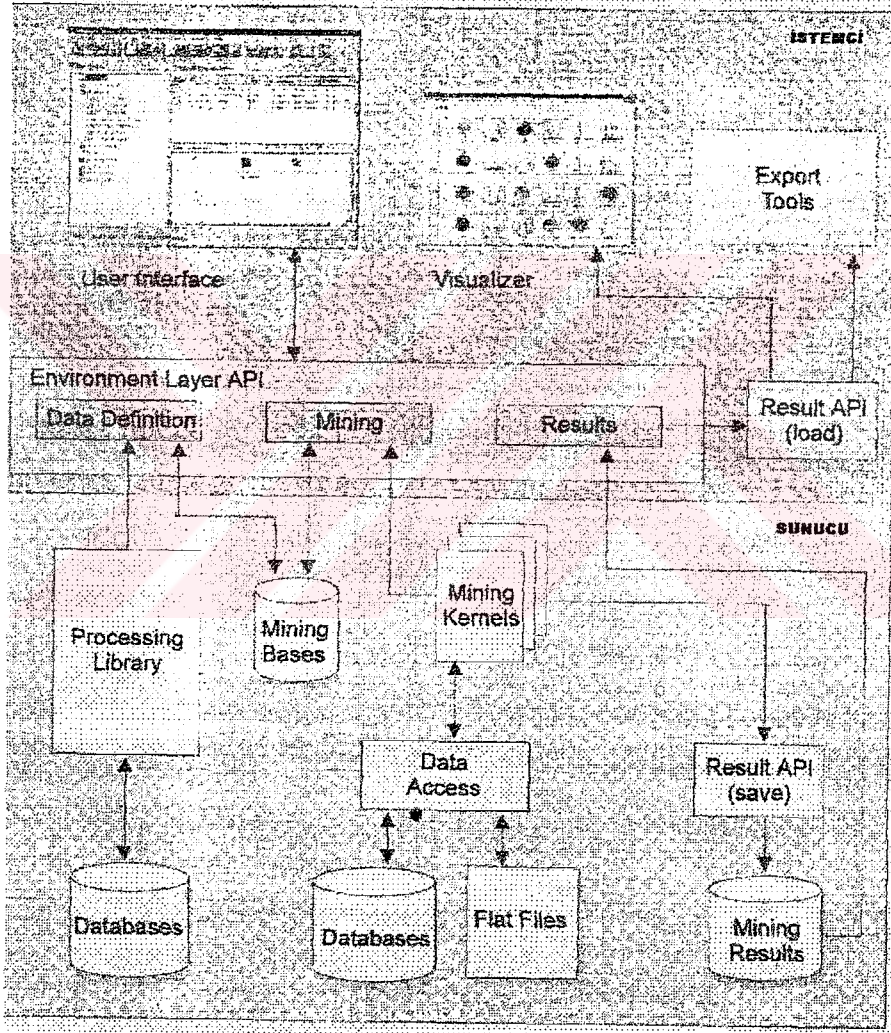 İSTEMCİ
Export
Tools
User Interface
Visualizer
Environment Layer API
Data Definition
Mining
Results
Result API
(load)
SUNUCU
Processing
Library
Mining
Bases
Mining
Kernels
Data
Access
Result API
(save)
Databases
Databases
Flat Files
Mining
Results